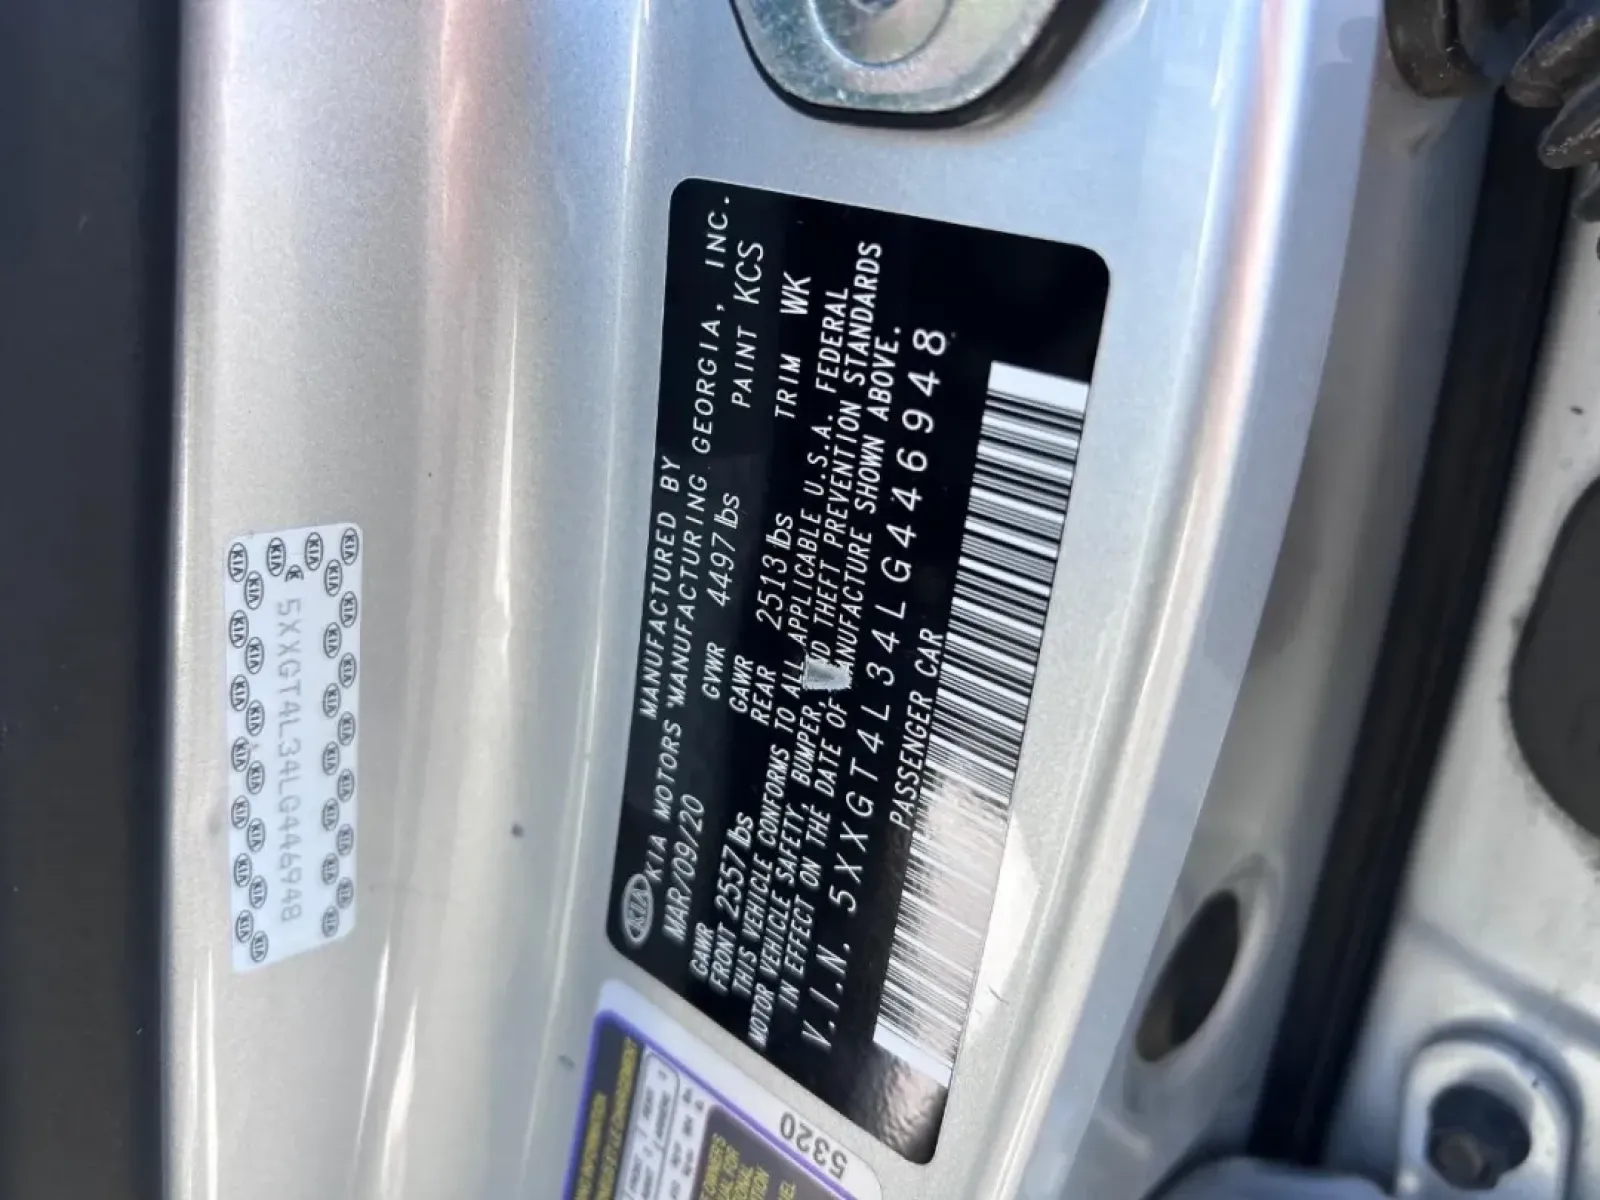 KIA
MANUFACTURED BY
KIA MOTORS MANUFACTURING GEORGIA, INC.
MAR/09/20 GVWR 4497 lbs PAINT KCS
GAWR GAWR
FRONT 2557 lbs REAR 2513 lbs TRIM WK
THIS VEHICLE CONFORMS TO ALL APPLICABLE U.S.A. FEDERAL
MOTOR VEHICLE SAFETY, BUMPER, THEFT PREVENTION STANDARDS
IN EFFECT ON THE DATE OF MANUFACTURE SHOWN ABOVE.
V.I.N. 5XXGT4L34LG446948
PASSENGER CAR
5XXGT4L34LG446948
KIA
5320